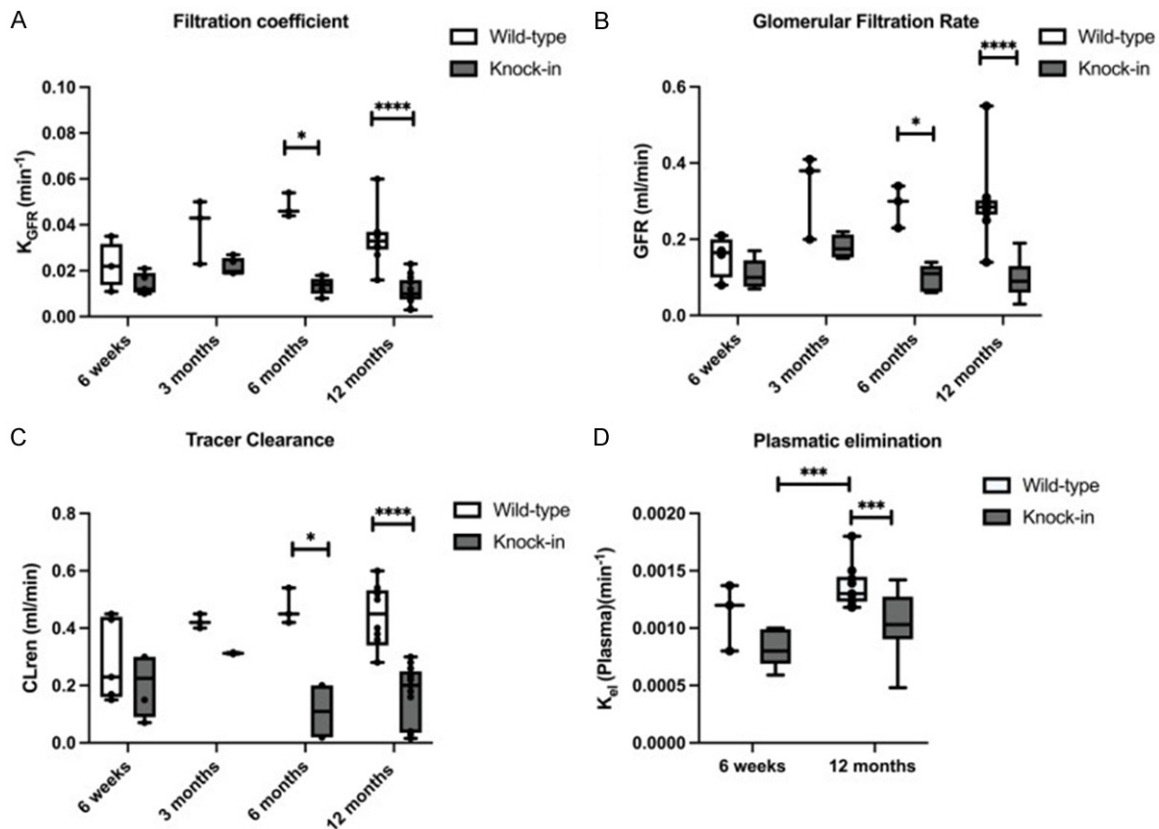 A
Filtration coefficient
Wild-type
Knock-in
K_GFR (min⁻¹)
0.10
0.08
0.06
0.04
0.02
0.00
*
****
6 weeks
3 months
6 months
12 months
B
Glomerular Filtration Rate
Wild-type
Knock-in
GFR (ml/min)
0.6
0.4
0.2
0.0
*
****
6 weeks
3 months
6 months
12 months
C
Tracer Clearance
Wild-type
Knock-in
CLren (ml/min)
0.8
0.6
0.4
0.2
0.0
*
****
6 weeks
3 months
6 months
12 months
D
Plasmatic elimination
Wild-type
Knock-in
K_el (Plasma)(min⁻¹)
0.0020
0.0015
0.0010
0.0005
0.0000
***
***
6 weeks
12 months